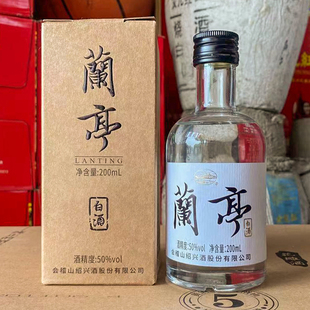 蘭
亭
LANTING
净含量:200mL
白酒
酒精度:50%vol
会稽山绍兴酒股份有限公司
蘭
亭
白酒
酒精度:50%vol 净含量:200mL
会稽山绍兴酒股份有限公司
5